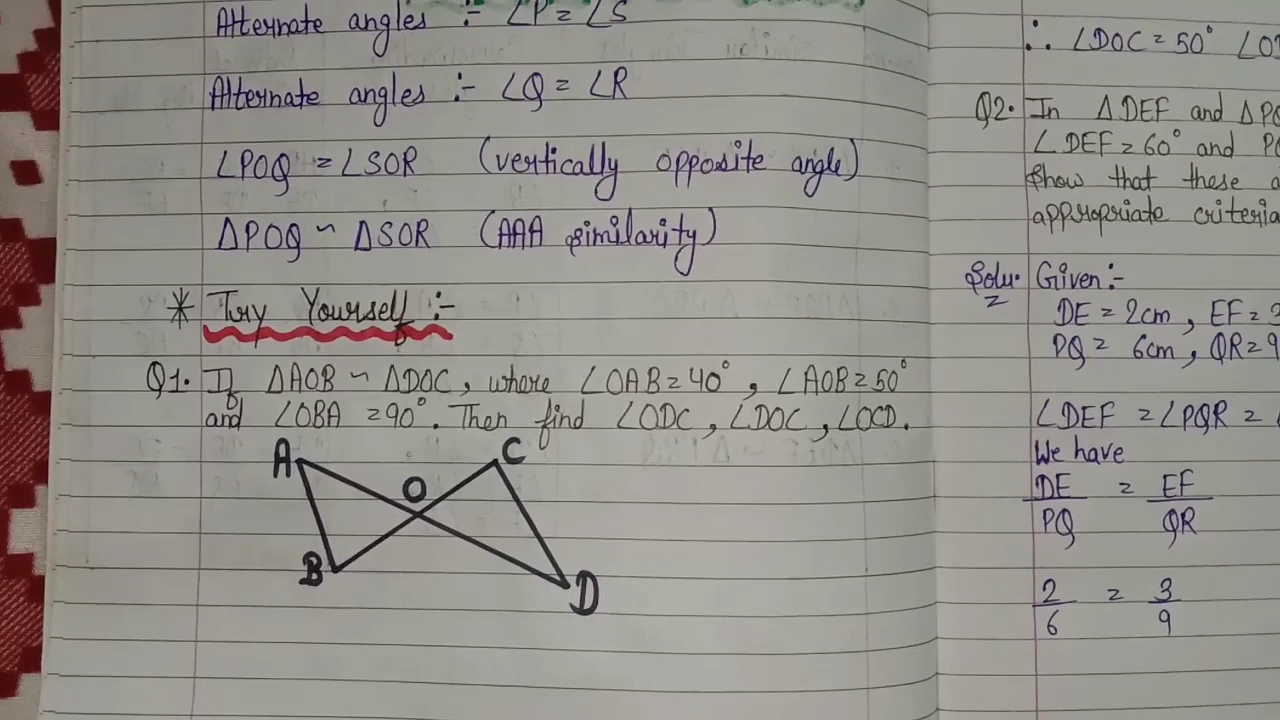 Alternate angles :- ∠P = ∠S
Alternate angles :- ∠Q = ∠R
∠POQ = ∠SOR (vertically opposite angle)
ΔPOQ ~ ΔSOR (AAA similarity)
* Try Yourself :-
Q1. If ΔAOB ~ ΔDOC, where ∠OAB = 40°, ∠AOB = 50°
and ∠OBA = 90°. Then find ∠ODC, ∠DOC, ∠OCD.
A
C
O
B
D
∴ ∠DOC = 50°
Q2. In ΔDEF and
∠DEF = 60° and
Show that these
appropriate criteria
Solu. Given :-
DE = 2cm, EF = 3
PQ = 6cm, QR = 9
∠DEF = ∠PQR =
We have
DE = EF
PQ QR
2 = 3
6 9